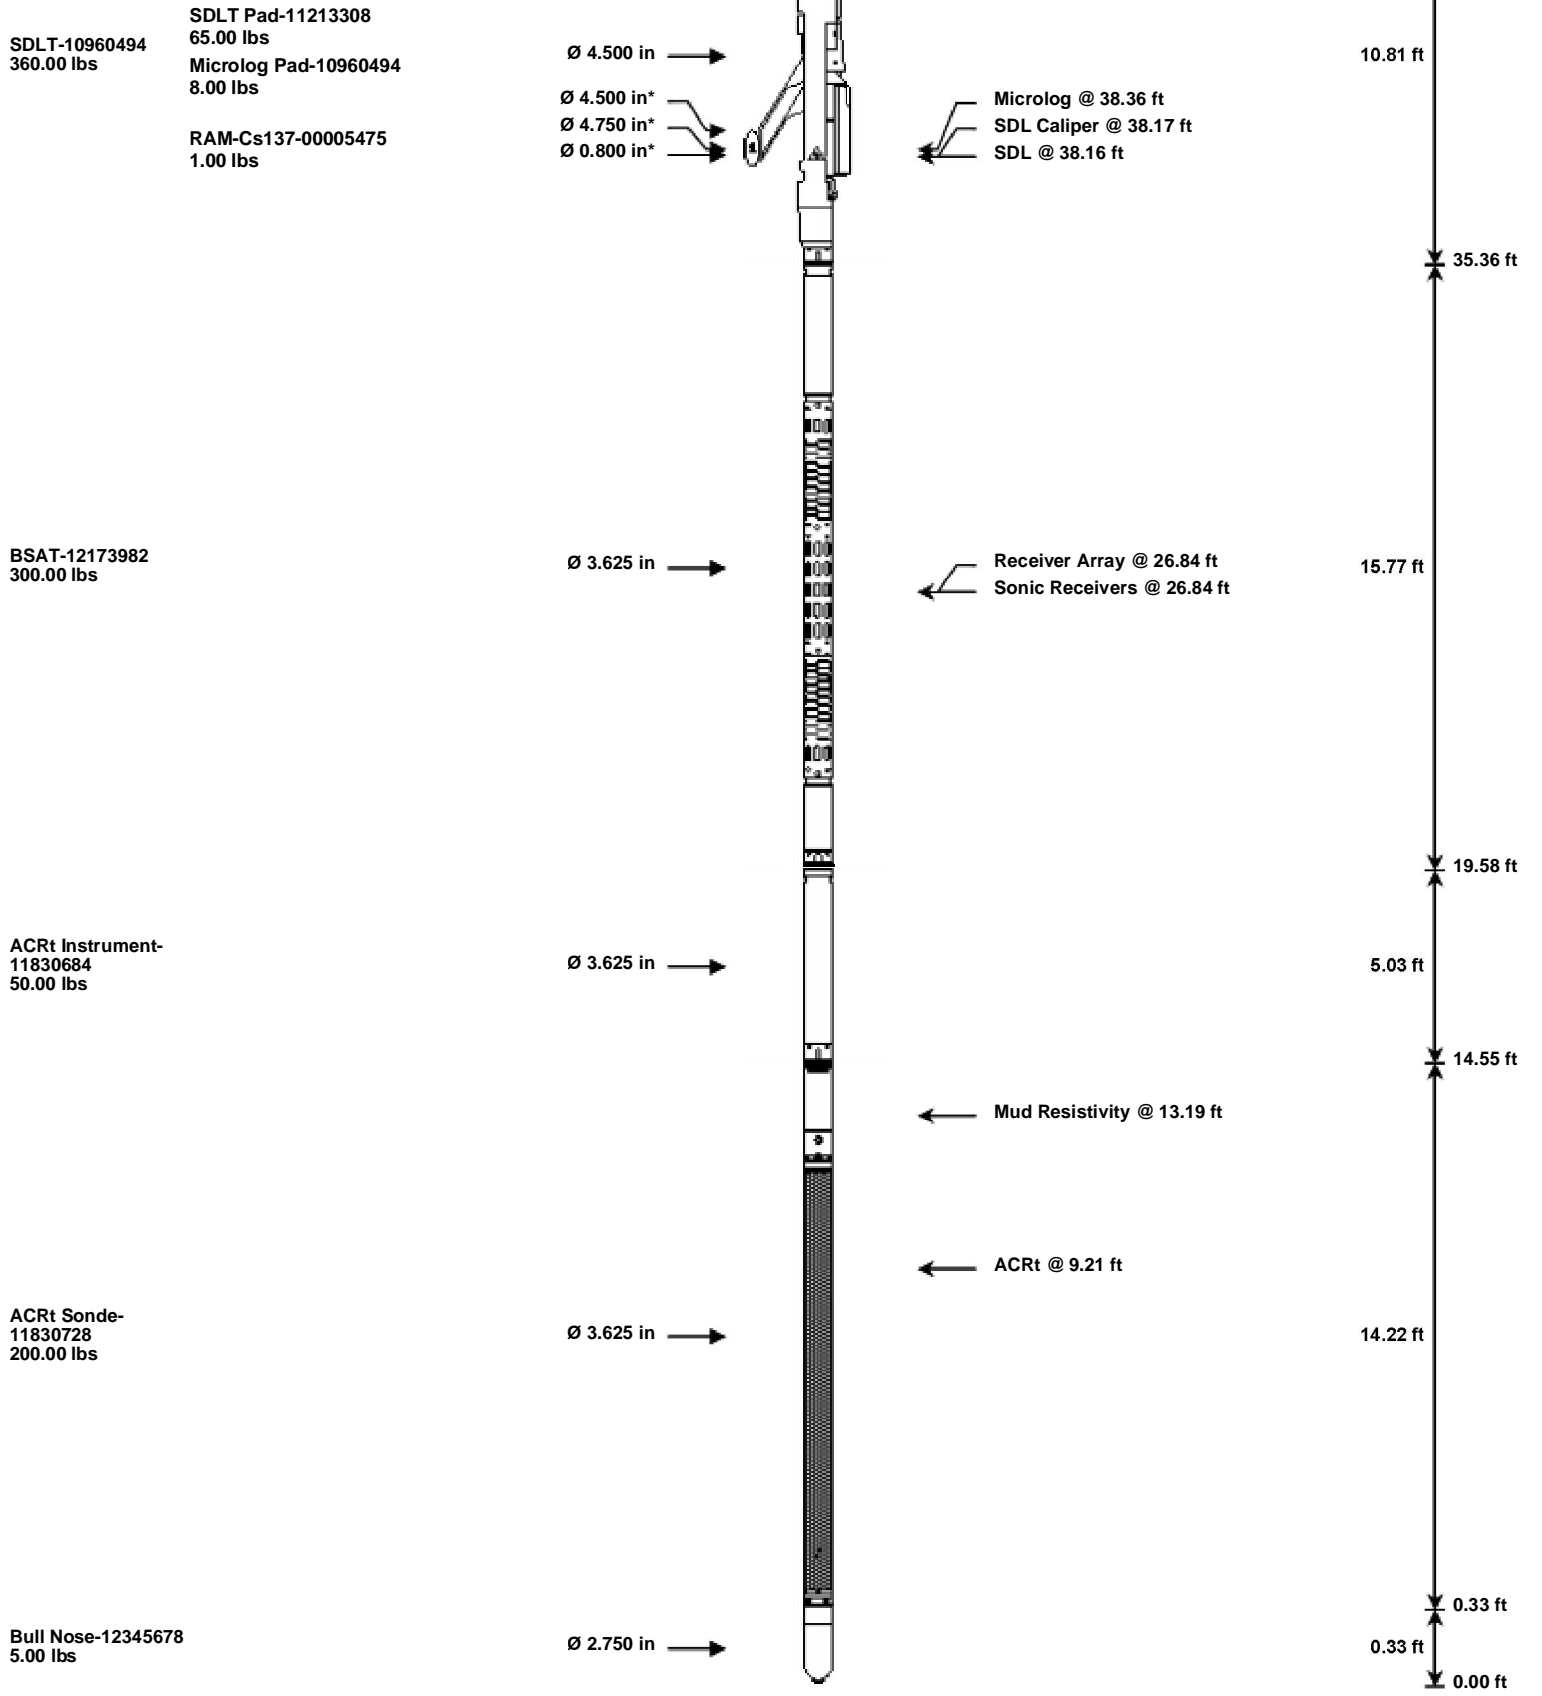 SDLT-10960494
360.00 lbs
SDLT Pad-11213308
65.00 lbs
Microlog Pad-10960494
8.00 lbs
RAM-Cs137-00005475
1.00 lbs
Ø 4.500 in
Ø 4.500 in*
Ø 4.750 in*
Ø 0.800 in*
Microlog @ 38.36 ft
SDL Caliper @ 38.17 ft
SDL @ 38.16 ft
10.81 ft
35.36 ft
BSAT-12173982
300.00 lbs
Ø 3.625 in
Receiver Array @ 26.84 ft
Sonic Receivers @ 26.84 ft
15.77 ft
19.58 ft
ACRt Instrument-
11830684
50.00 lbs
Ø 3.625 in
5.03 ft
14.55 ft
Mud Resistivity @ 13.19 ft
ACRt @ 9.21 ft
ACRt Sonde-
11830728
200.00 lbs
Ø 3.625 in
14.22 ft
0.33 ft
Bull Nose-12345678
5.00 lbs
Ø 2.750 in
0.33 ft
0.00 ft